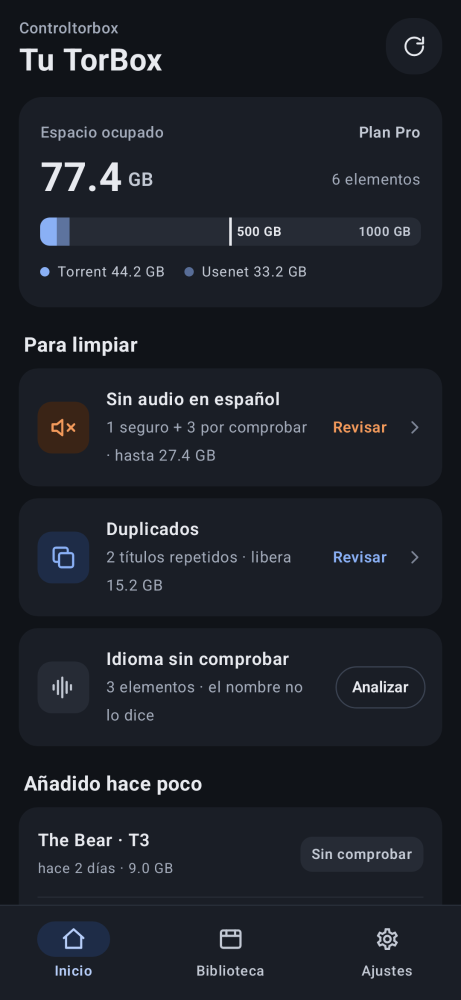 Controltorbox
Tu TorBox
Espacio ocupado
Plan Pro
77.4 GB
6 elementos
500 GB
1000 GB
Torrent 44.2 GB
Usenet 33.2 GB
Para limpiar
Sin audio en español
1 seguro + 3 por comprobar
· hasta 27.4 GB
Revisar
Duplicados
2 títulos repetidos · libera
15.2 GB
Revisar
Idioma sin comprobar
3 elementos · el nombre no
lo dice
Analizar
Añadido hace poco
The Bear · T3
hace 2 días · 9.0 GB
Sin comprobar
Inicio
Biblioteca
Ajustes